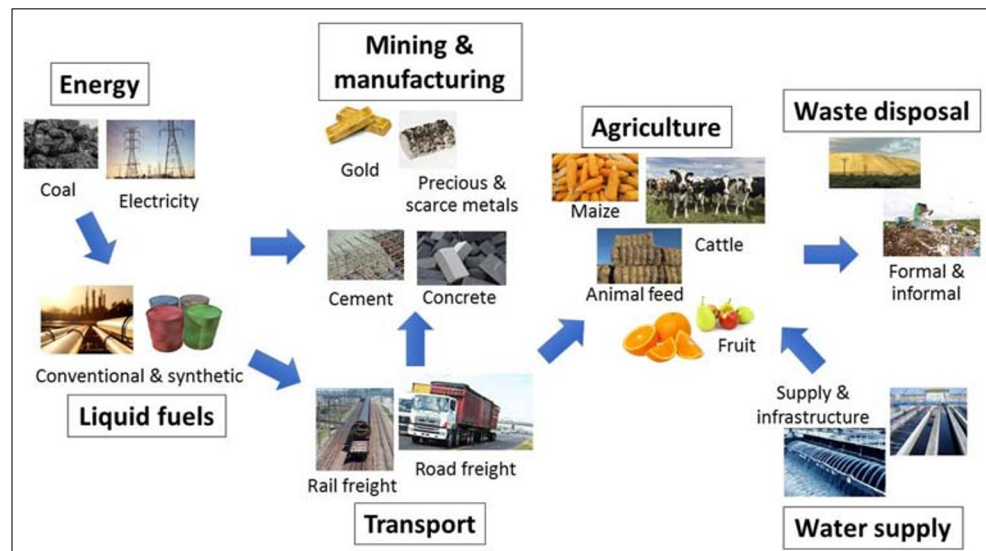 Energy
Coal
Electricity
Conventional & synthetic
Liquid fuels
Mining &
manufacturing
Gold
Precious &
scarce metals
Cement
Concrete
Rail freight
Road freight
Transport
Agriculture
Maize
Cattle
Animal feed
Fruit
Waste disposal
Formal &
informal
Supply &
infrastructure
Water supply